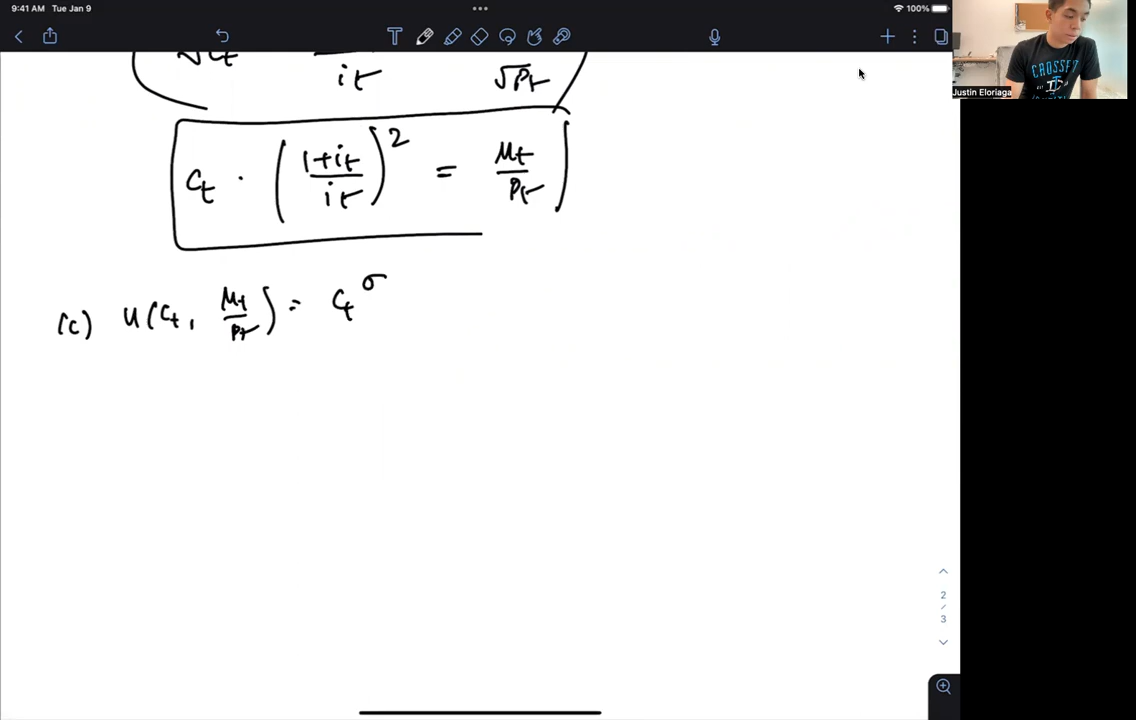 9:41 AM Tue Jan 9
100%
it √Pt
Ct · ((1+it)/it)^2 = Mt/Pt
(c) u(Ct, Mt/Pt) = Ct^σ
2
/
3
CROSSFIT
Justin Eloriaga